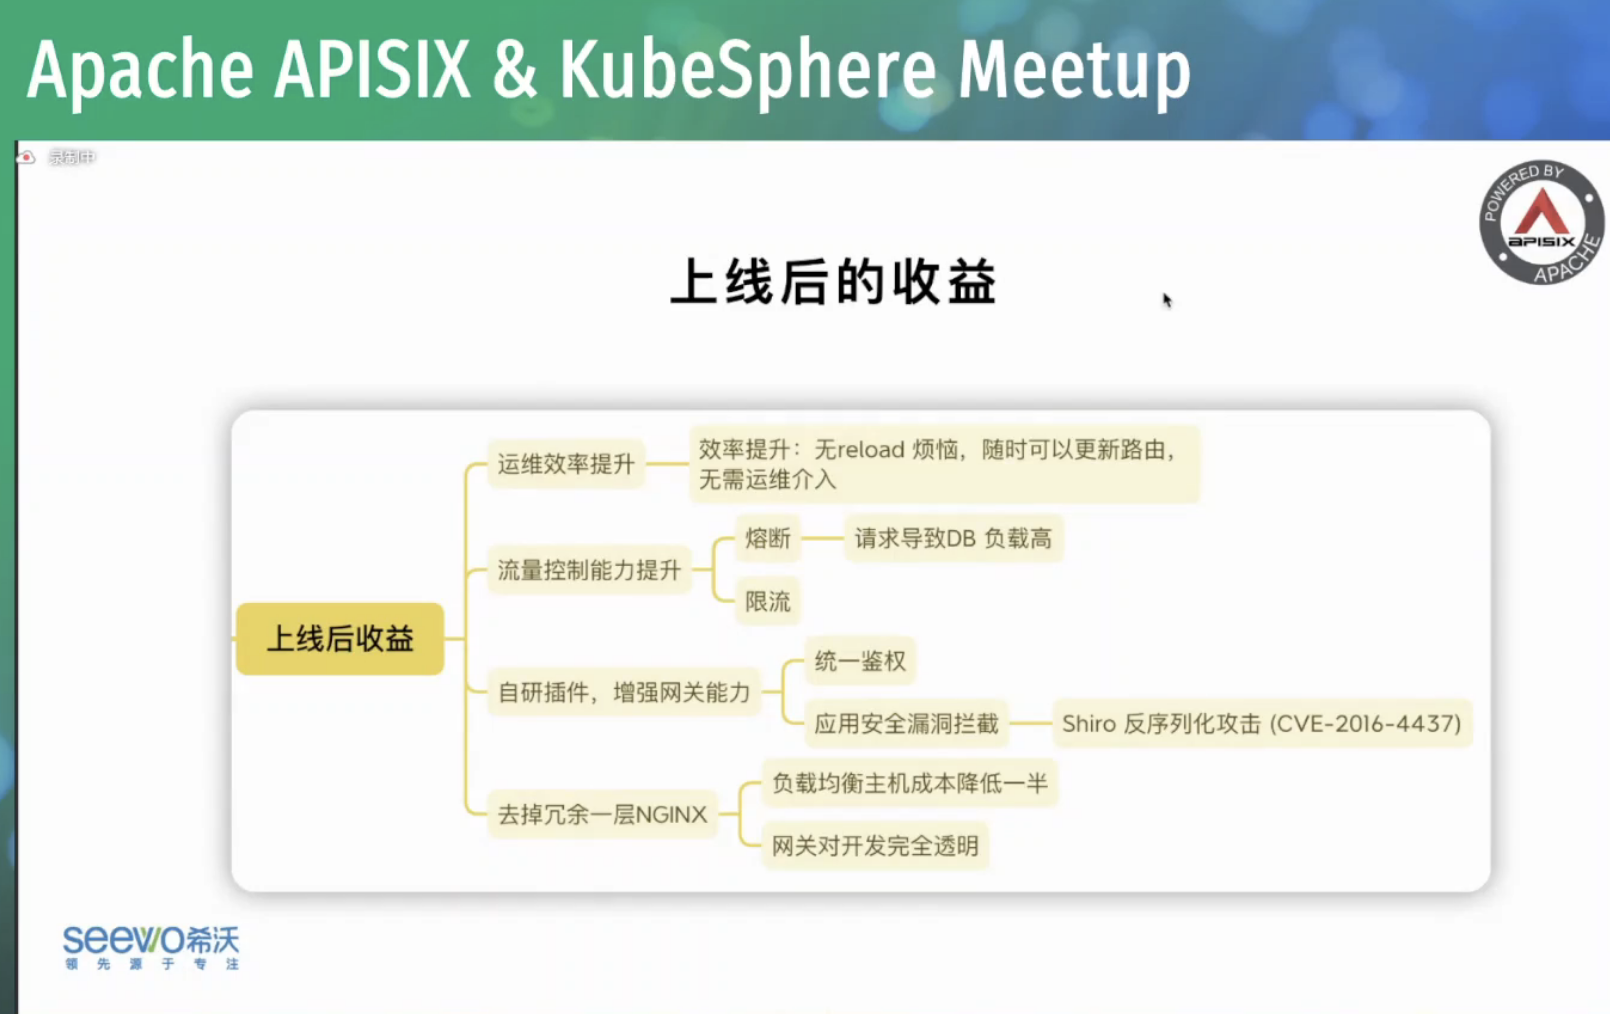 Apache APISIX & KubeSphere Meetup
录制中
POWERED BY
APISIX
APACHE
上线后的收益
运维效率提升
效率提升：无reload 烦恼，随时可以更新路由，
无需运维介入
流量控制能力提升
熔断
请求导致DB 负载高
限流
上线后收益
自研插件，增强网关能力
统一鉴权
应用安全漏洞拦截
Shiro 反序列化攻击 (CVE-2016-4437)
去掉冗余一层NGINX
负载均衡主机成本降低一半
网关对开发完全透明
seewo希沃
领先源于专注